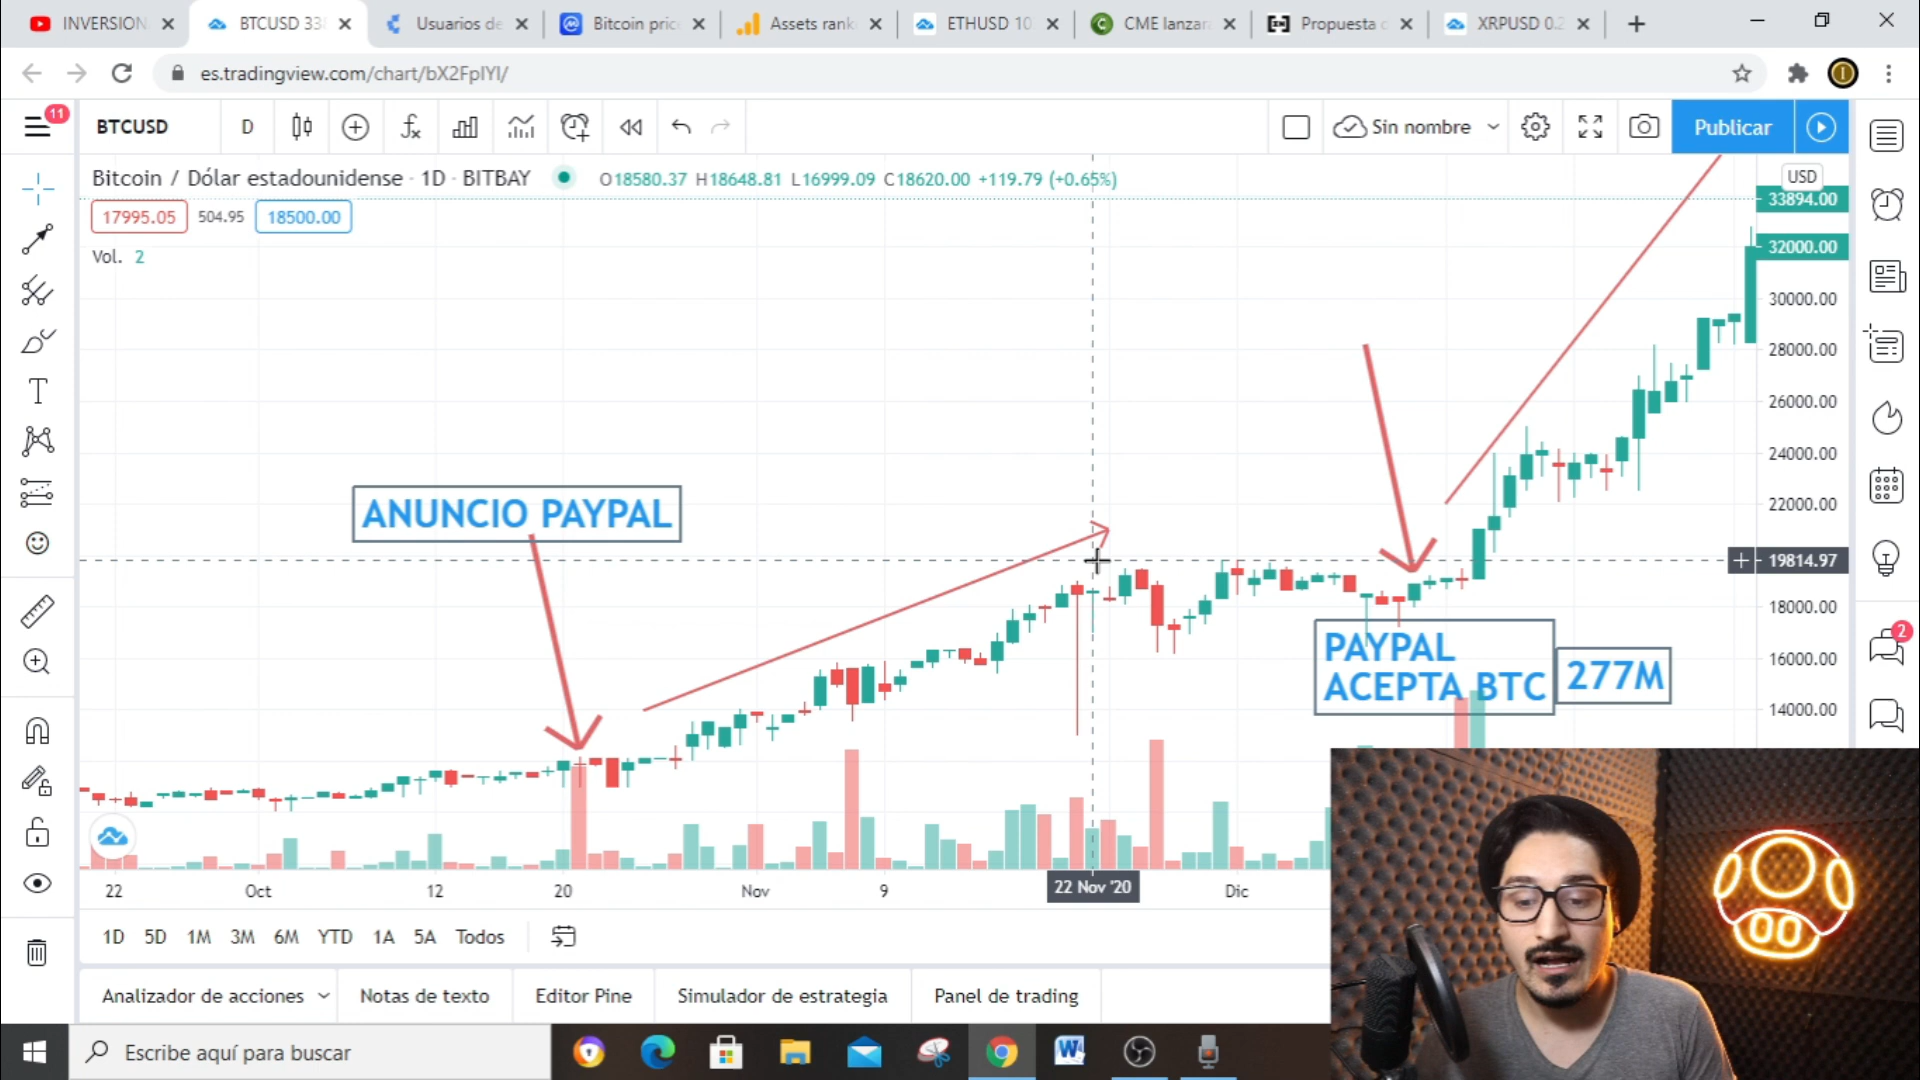 INVERSION
BTCUSD 33
Usuarios de
Bitcoin pric
Assets rank
ETHUSD 10
CME lanzar
Propuesta
XRPUSD 0.2
es.tradingview.com/chart/bX2FpIYI/
11
BTCUSD
D
Sin nombre
Publicar
Bitcoin / Dólar estadounidense · 1D · BITBAY
O18580.37 H18648.81 L16999.09 C18620.00 +119.79 (+0.65%)
USD
33894.00
17995.05
504.95
18500.00
32000.00
Vol. 2
30000.00
28000.00
26000.00
24000.00
22000.00
ANUNCIO PAYPAL
19814.97
18000.00
2
PAYPAL
ACEPTA BTC
277M
16000.00
14000.00
22
Oct
12
20
Nov
9
22 Nov '20
Dic
1D
5D
1M
3M
6M
YTD
1A
5A
Todos
Analizador de acciones
Notas de texto
Editor Pine
Simulador de estrategia
Panel de trading
Escribe aquí para buscar